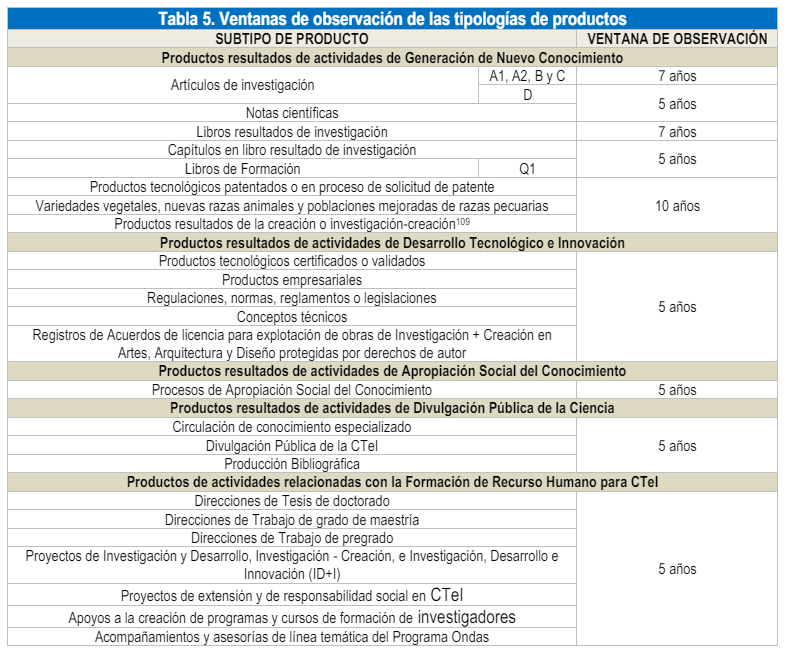 Tabla 5. Ventanas de observación de las tipologías de productos
SUBTIPO DE PRODUCTO VENTANA DE OBSERVACIÓN
Productos resultados de actividades de Generación de Nuevo Conocimiento
Artículos de investigación A1, A2, B y C 7 años
D 5 años
Notas científicas
Libros resultados de investigación 7 años
Capítulos en libro resultado de investigación 5 años
Libros de Formación Q1
Productos tecnológicos patentados o en proceso de solicitud de patente
Variedades vegetales, nuevas razas animales y poblaciones mejoradas de razas pecuarias 10 años
Productos resultados de la creación o investigación-creación109
Productos resultados de actividades de Desarrollo Tecnológico e Innovación
Productos tecnológicos certificados o validados
Productos empresariales
Regulaciones, normas, reglamentos o legislaciones 5 años
Conceptos técnicos
Registros de Acuerdos de licencia para explotación de obras de Investigación + Creación en
Artes, Arquitectura y Diseño protegidas por derechos de autor
Productos resultados de actividades de Apropiación Social del Conocimiento
Procesos de Apropiación Social del Conocimiento 5 años
Productos resultados de actividades de Divulgación Pública de la Ciencia
Circulación de conocimiento especializado
Divulgación Pública de la CTeI 5 años
Producción Bibliográfica
Productos de actividades relacionadas con la Formación de Recurso Humano para CTeI
Direcciones de Tesis de doctorado
Direcciones de Trabajo de grado de maestría
Direcciones de Trabajo de pregrado
Proyectos de Investigación y Desarrollo, Investigación - Creación, e Investigación, Desarrollo e
Innovación (ID+I) 5 años
Proyectos de extensión y de responsabilidad social en CTeI
Apoyos a la creación de programas y cursos de formación de investigadores
Acompañamientos y asesorías de línea temática del Programa Ondas